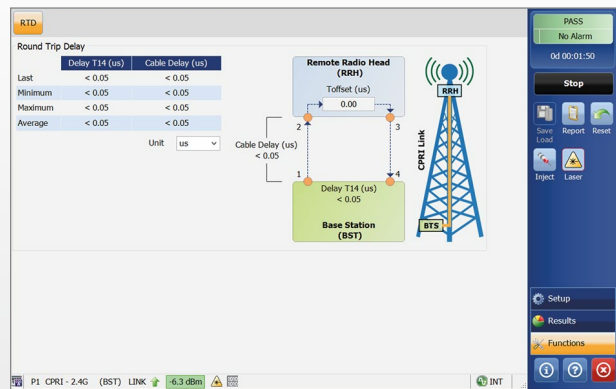 RTD
Round Trip Delay
Delay T14 (us) Cable Delay (us)
Last < 0.05 < 0.05
Minimum < 0.05 < 0.05
Maximum < 0.05 < 0.05
Average < 0.05 < 0.05
Unit us
Remote Radio Head
(RRH)
Toffset (us)
0.00
2 3
Cable Delay (us)
< 0.05
1 4
Delay T14 (us)
< 0.05
Base Station
(BST)
RRH
CPRI Link
BTS
PASS
No Alarm
0d 00:01:50
Stop
Save
Load
Report
Reset
Inject
Laser
Setup
Results
Functions
P1 CPRI - 2.4G (BST) LINK -6.3 dBm
INT